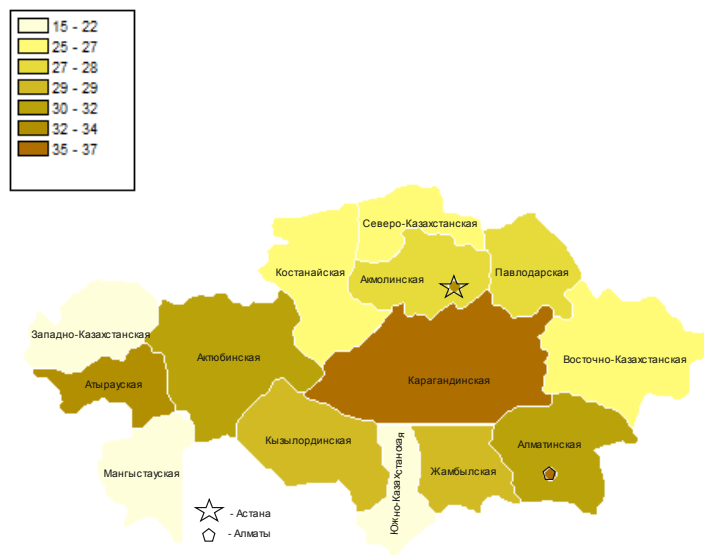 15 - 22
25 - 27
27 - 28
29 - 29
30 - 32
32 - 34
35 - 37
Северо-Казахстанская
Костанайская
Акмолинская
Павлодарская
Западно-Казахстанская
Актюбинская
Восточно-Казахстанская
Атырауская
Карагандинская
Кызылординская
Алматинская
Южно-Казахстанская
Мангыстауская
Жамбылская
- Астана
- Алматы